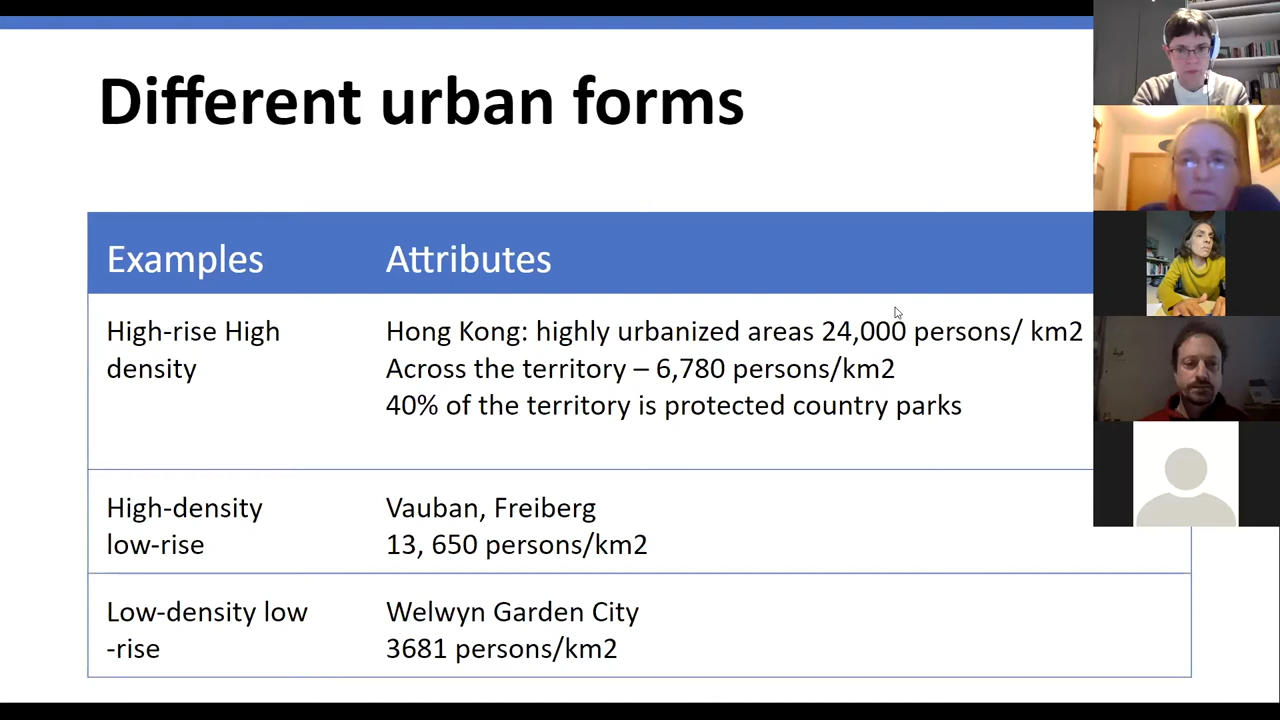 Different urban forms
Examples
Attributes
High-rise High
density
Hong Kong: highly urbanized areas 24,000 persons/ km2
Across the territory – 6,780 persons/km2
40% of the territory is protected country parks
High-density
low-rise
Vauban, Freiberg
13, 650 persons/km2
Low-density low
-rise
Welwyn Garden City
3681 persons/km2